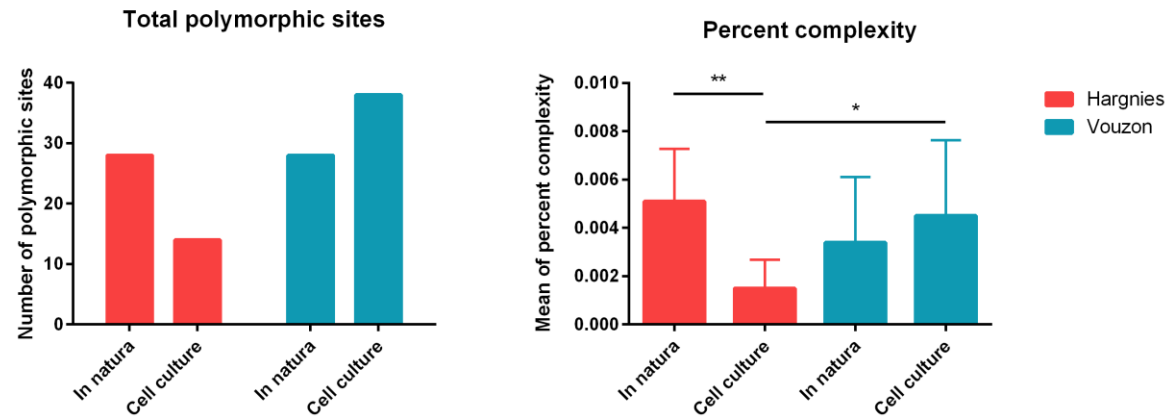 Total polymorphic sites
Number of polymorphic sites
40
30
20
10
0
In natura
Cell culture
In natura
Cell culture
Percent complexity
Mean of percent complexity
0.010
0.008
0.006
0.004
0.002
0.000
**
*
In natura
Cell culture
In natura
Cell culture
Hargnies
Vouzon